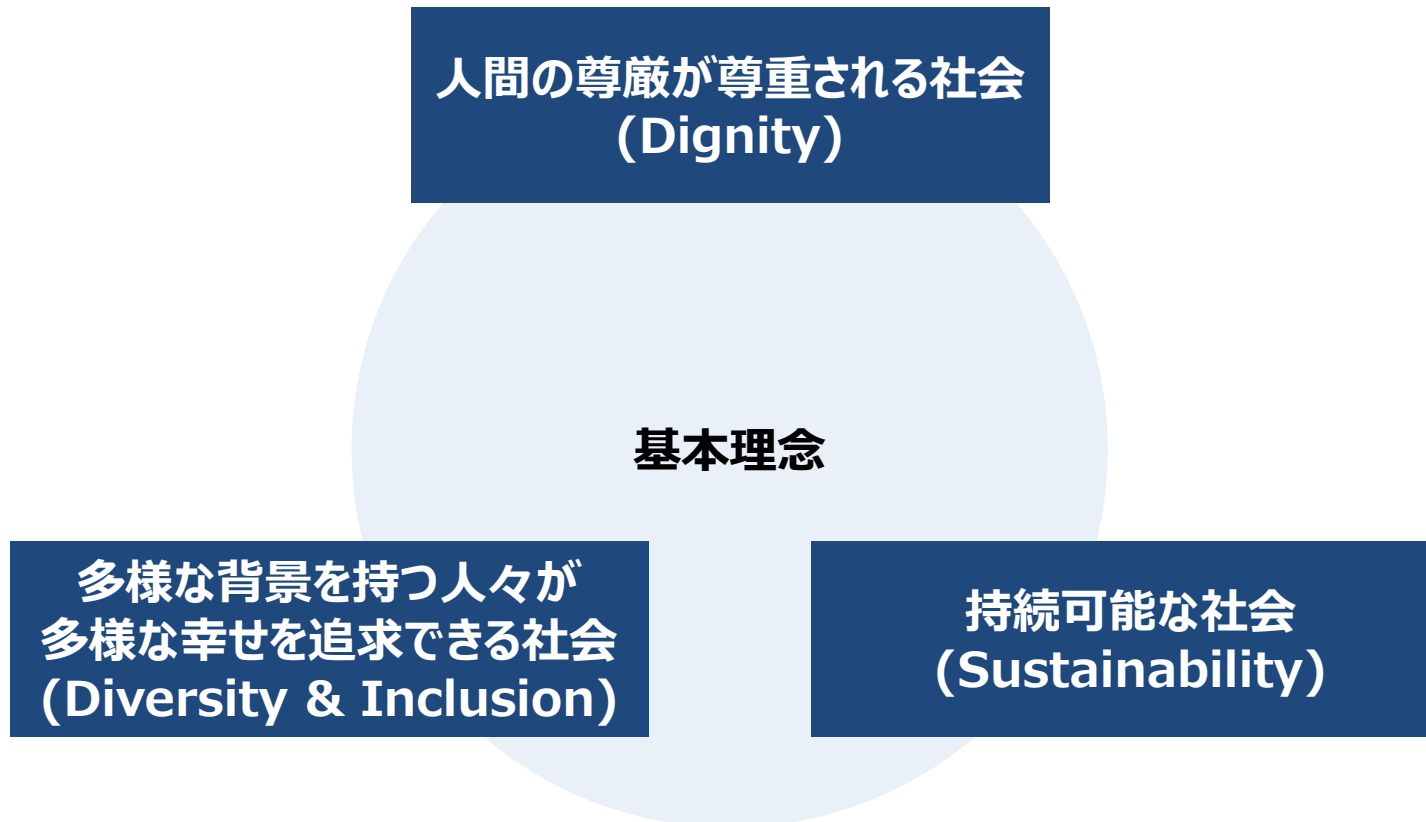 人間の尊厳が尊重される社会
(Dignity)
基本理念
多様な背景を持つ人々が
多様な幸せを追求できる社会
(Diversity & Inclusion)
持続可能な社会
(Sustainability)